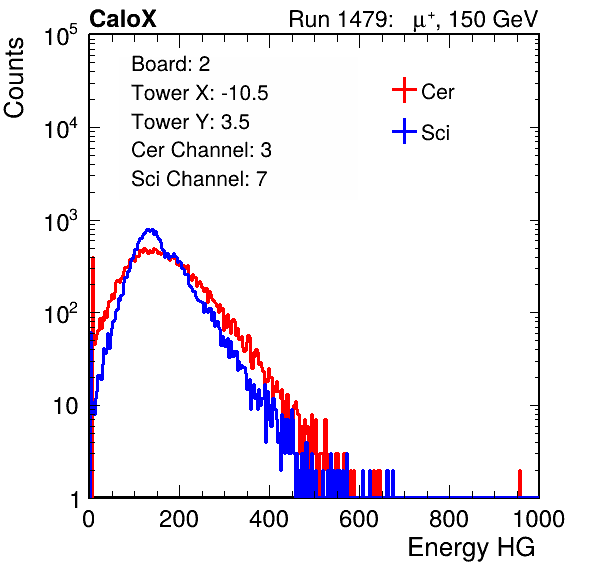 CaloX Run 1479: μ⁺, 150 GeV
Counts
10⁵
10⁴
10³
10²
10
1
Board: 2
Tower X: -10.5
Tower Y: 3.5
Cer Channel: 3
Sci Channel: 7
Cer
Sci
0 200 400 600 800 1000
Energy HG